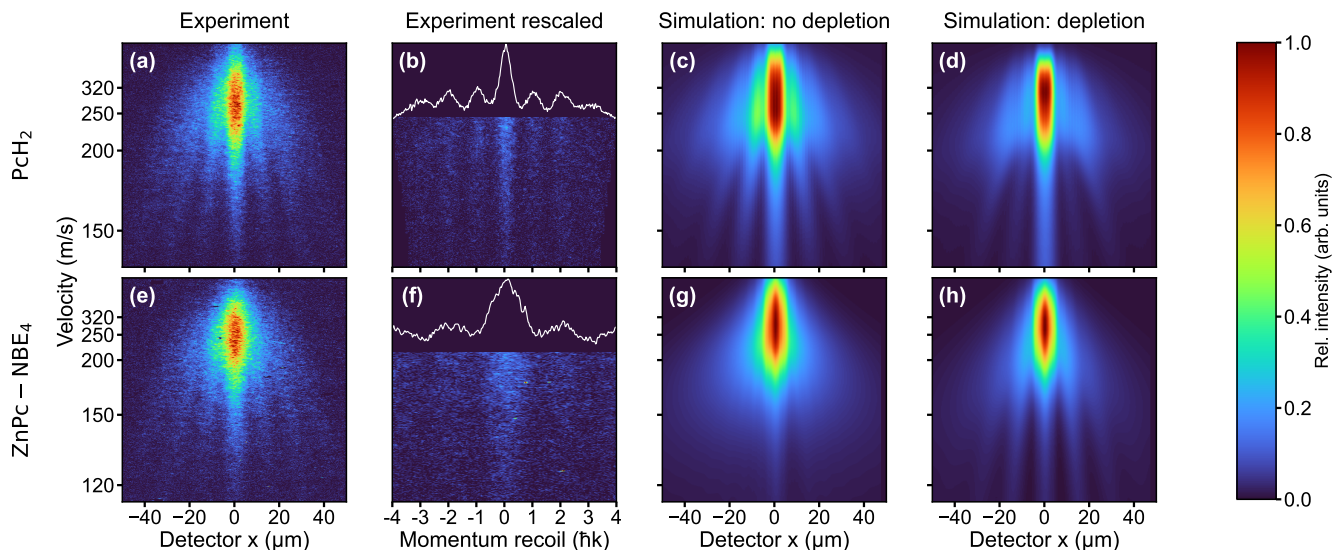 Experiment
Experiment rescaled
Simulation: no depletion
Simulation: depletion
PcH2
ZnPc – NBE4
Velocity (m/s)
(a)
(b)
(c)
(d)
320
250
200
150
(e)
(f)
(g)
(h)
320
250
200
150
120
−40 −20 0 20 40
-4 -3 -2 -1 0 1 2 3 4
−40 −20 0 20 40
−40 −20 0 20 40
Detector x (µm)
Momentum recoil (ħk)
Detector x (µm)
Detector x (µm)
1.0
0.8
0.6
0.4
0.2
0.0
Rel. intensity (arb. units)